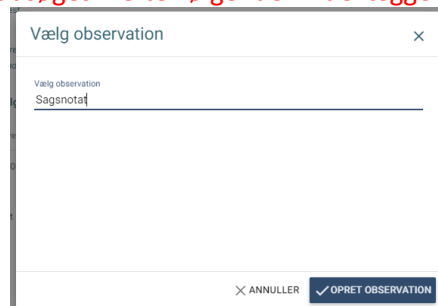 Vælg observation
Vælg observation
Sagsnotat
ANNULLER
OPRET OBSERVATION